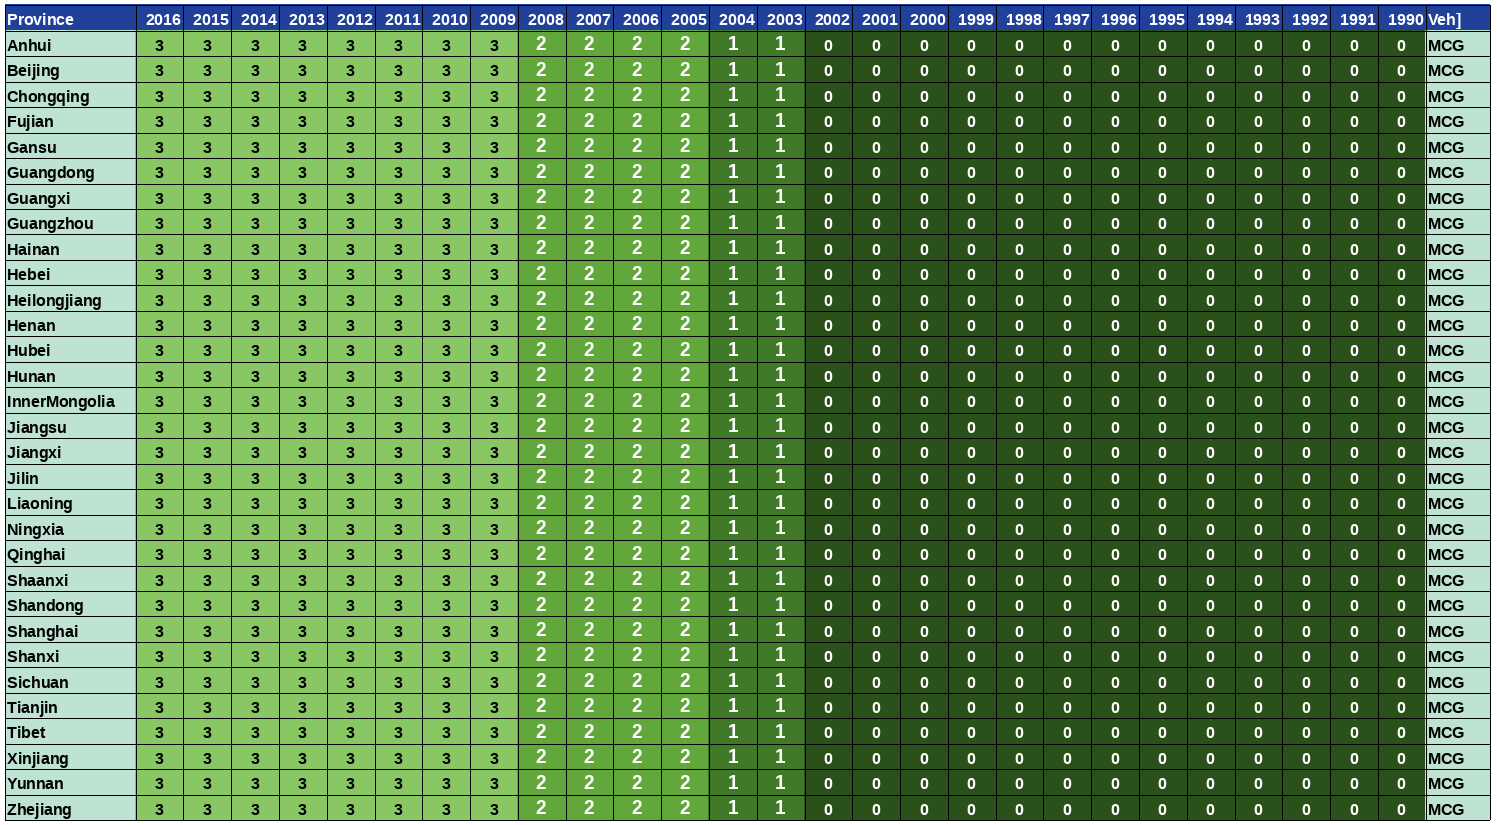 Province 2016 2015 2014 2013 2012 2011 2010 2009 2008 2007 2006 2005 2004 2003 2002 2001 2000 1999 1998 1997 1996 1995 1994 1993 1992 1991 1990 Veh]
Anhui 3 3 3 3 3 3 3 3 2 2 2 2 1 1 0 0 0 0 0 0 0 0 0 0 0 0 0 MCG
Beijing 3 3 3 3 3 3 3 3 2 2 2 2 1 1 0 0 0 0 0 0 0 0 0 0 0 0 0 MCG
Chongqing 3 3 3 3 3 3 3 3 2 2 2 2 1 1 0 0 0 0 0 0 0 0 0 0 0 0 0 MCG
Fujian 3 3 3 3 3 3 3 3 2 2 2 2 1 1 0 0 0 0 0 0 0 0 0 0 0 0 0 MCG
Gansu 3 3 3 3 3 3 3 3 2 2 2 2 1 1 0 0 0 0 0 0 0 0 0 0 0 0 0 MCG
Guangdong 3 3 3 3 3 3 3 3 2 2 2 2 1 1 0 0 0 0 0 0 0 0 0 0 0 0 0 MCG
Guangxi 3 3 3 3 3 3 3 3 2 2 2 2 1 1 0 0 0 0 0 0 0 0 0 0 0 0 0 MCG
Guangzhou 3 3 3 3 3 3 3 3 2 2 2 2 1 1 0 0 0 0 0 0 0 0 0 0 0 0 0 MCG
Hainan 3 3 3 3 3 3 3 3 2 2 2 2 1 1 0 0 0 0 0 0 0 0 0 0 0 0 0 MCG
Hebei 3 3 3 3 3 3 3 3 2 2 2 2 1 1 0 0 0 0 0 0 0 0 0 0 0 0 0 MCG
Heilongjiang 3 3 3 3 3 3 3 3 2 2 2 2 1 1 0 0 0 0 0 0 0 0 0 0 0 0 0 MCG
Henan 3 3 3 3 3 3 3 3 2 2 2 2 1 1 0 0 0 0 0 0 0 0 0 0 0 0 0 MCG
Hubei 3 3 3 3 3 3 3 3 2 2 2 2 1 1 0 0 0 0 0 0 0 0 0 0 0 0 0 MCG
Hunan 3 3 3 3 3 3 3 3 2 2 2 2 1 1 0 0 0 0 0 0 0 0 0 0 0 0 0 MCG
InnerMongolia 3 3 3 3 3 3 3 3 2 2 2 2 1 1 0 0 0 0 0 0 0 0 0 0 0 0 0 MCG
Jiangsu 3 3 3 3 3 3 3 3 2 2 2 2 1 1 0 0 0 0 0 0 0 0 0 0 0 0 0 MCG
Jiangxi 3 3 3 3 3 3 3 3 2 2 2 2 1 1 0 0 0 0 0 0 0 0 0 0 0 0 0 MCG
Jilin 3 3 3 3 3 3 3 3 2 2 2 2 1 1 0 0 0 0 0 0 0 0 0 0 0 0 0 MCG
Liaoning 3 3 3 3 3 3 3 3 2 2 2 2 1 1 0 0 0 0 0 0 0 0 0 0 0 0 0 MCG
Ningxia 3 3 3 3 3 3 3 3 2 2 2 2 1 1 0 0 0 0 0 0 0 0 0 0 0 0 0 MCG
Qinghai 3 3 3 3 3 3 3 3 2 2 2 2 1 1 0 0 0 0 0 0 0 0 0 0 0 0 0 MCG
Shaanxi 3 3 3 3 3 3 3 3 2 2 2 2 1 1 0 0 0 0 0 0 0 0 0 0 0 0 0 MCG
Shandong 3 3 3 3 3 3 3 3 2 2 2 2 1 1 0 0 0 0 0 0 0 0 0 0 0 0 0 MCG
Shanghai 3 3 3 3 3 3 3 3 2 2 2 2 1 1 0 0 0 0 0 0 0 0 0 0 0 0 0 MCG
Shanxi 3 3 3 3 3 3 3 3 2 2 2 2 1 1 0 0 0 0 0 0 0 0 0 0 0 0 0 MCG
Sichuan 3 3 3 3 3 3 3 3 2 2 2 2 1 1 0 0 0 0 0 0 0 0 0 0 0 0 0 MCG
Tianjin 3 3 3 3 3 3 3 3 2 2 2 2 1 1 0 0 0 0 0 0 0 0 0 0 0 0 0 MCG
Tibet 3 3 3 3 3 3 3 3 2 2 2 2 1 1 0 0 0 0 0 0 0 0 0 0 0 0 0 MCG
Xinjiang 3 3 3 3 3 3 3 3 2 2 2 2 1 1 0 0 0 0 0 0 0 0 0 0 0 0 0 MCG
Yunnan 3 3 3 3 3 3 3 3 2 2 2 2 1 1 0 0 0 0 0 0 0 0 0 0 0 0 0 MCG
Zhejiang 3 3 3 3 3 3 3 3 2 2 2 2 1 1 0 0 0 0 0 0 0 0 0 0 0 0 0 MCG